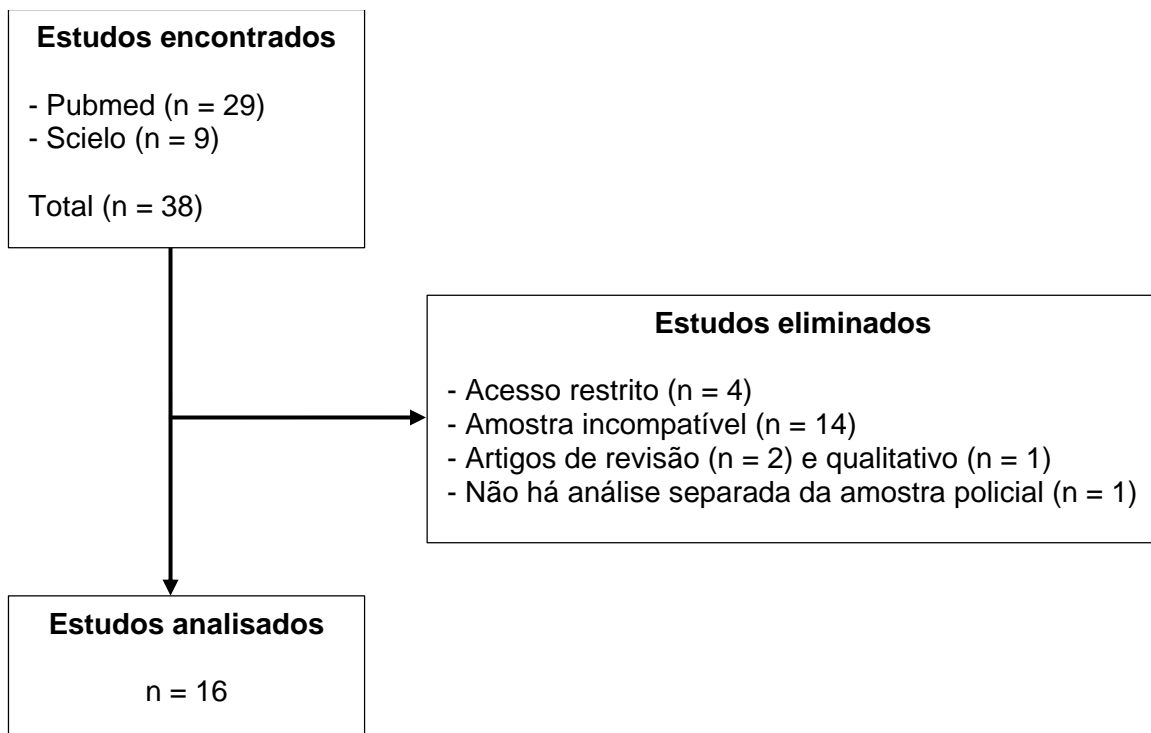 Estudos encontrados
- Pubmed (n = 29)
- Scielo (n = 9)
Total (n = 38)
Estudos eliminados
- Acesso restrito (n = 4)
- Amostra incompatível (n = 14)
- Artigos de revisão (n = 2) e qualitativo (n = 1)
- Não há análise separada da amostra policial (n = 1)
Estudos analisados
n = 16